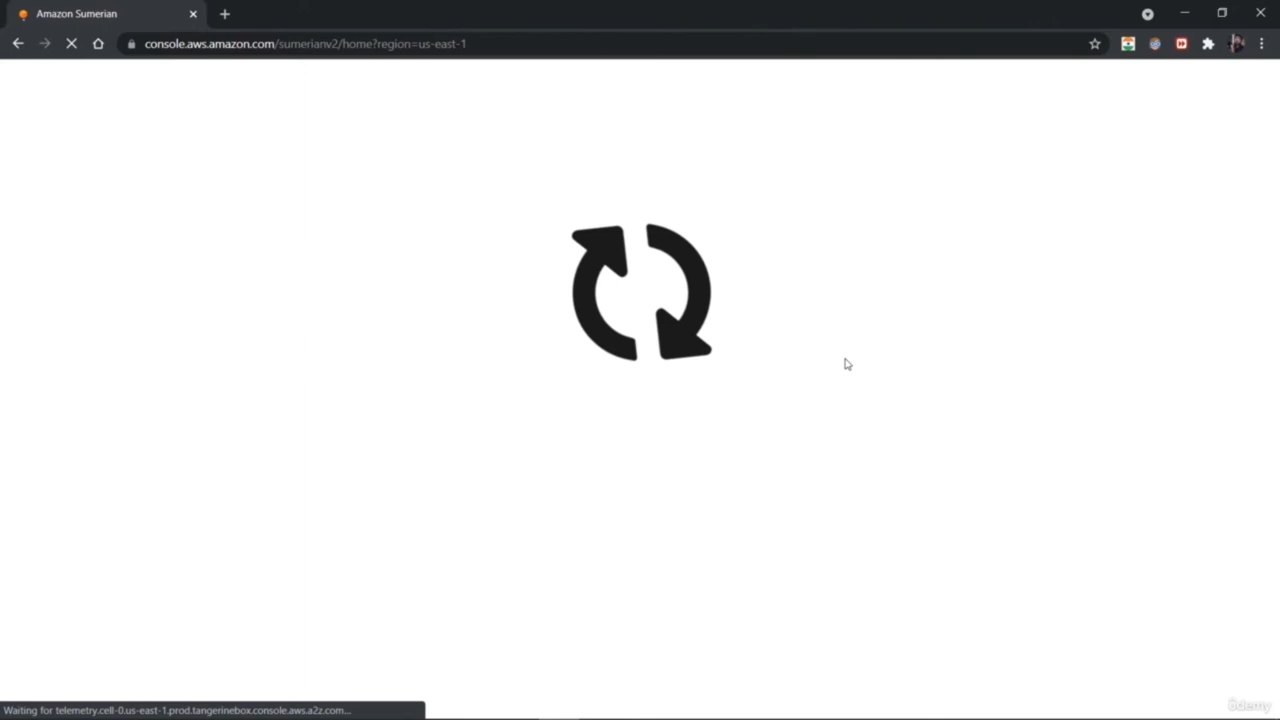 Amazon Sumerian
console.aws.amazon.com/sumerianv2/home?region=us-east-1
Waiting for telemetry.cell-0.us-east-1.prod.tangerinebox.console.aws.a2z.com...
ûdemy